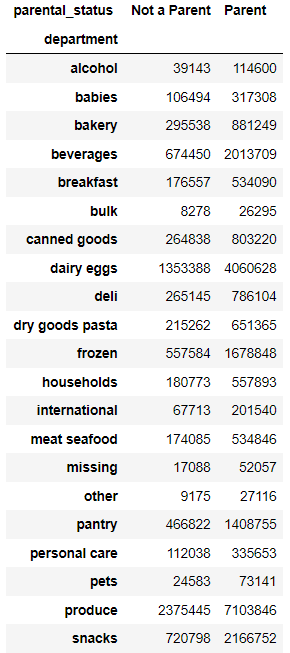 parental_status Not a Parent Parent
department
alcohol 39143 114600
babies 106494 317308
bakery 295538 881249
beverages 674450 2013709
breakfast 176557 534090
bulk 8278 26295
canned goods 264838 803220
dairy eggs 1353388 4060628
deli 265145 786104
dry goods pasta 215262 651365
frozen 557584 1678848
households 180773 557893
international 67713 201540
meat seafood 174085 534846
missing 17088 52057
other 9175 27116
pantry 466822 1408755
personal care 112038 335653
pets 24583 73141
produce 2375445 7103846
snacks 720798 2166752